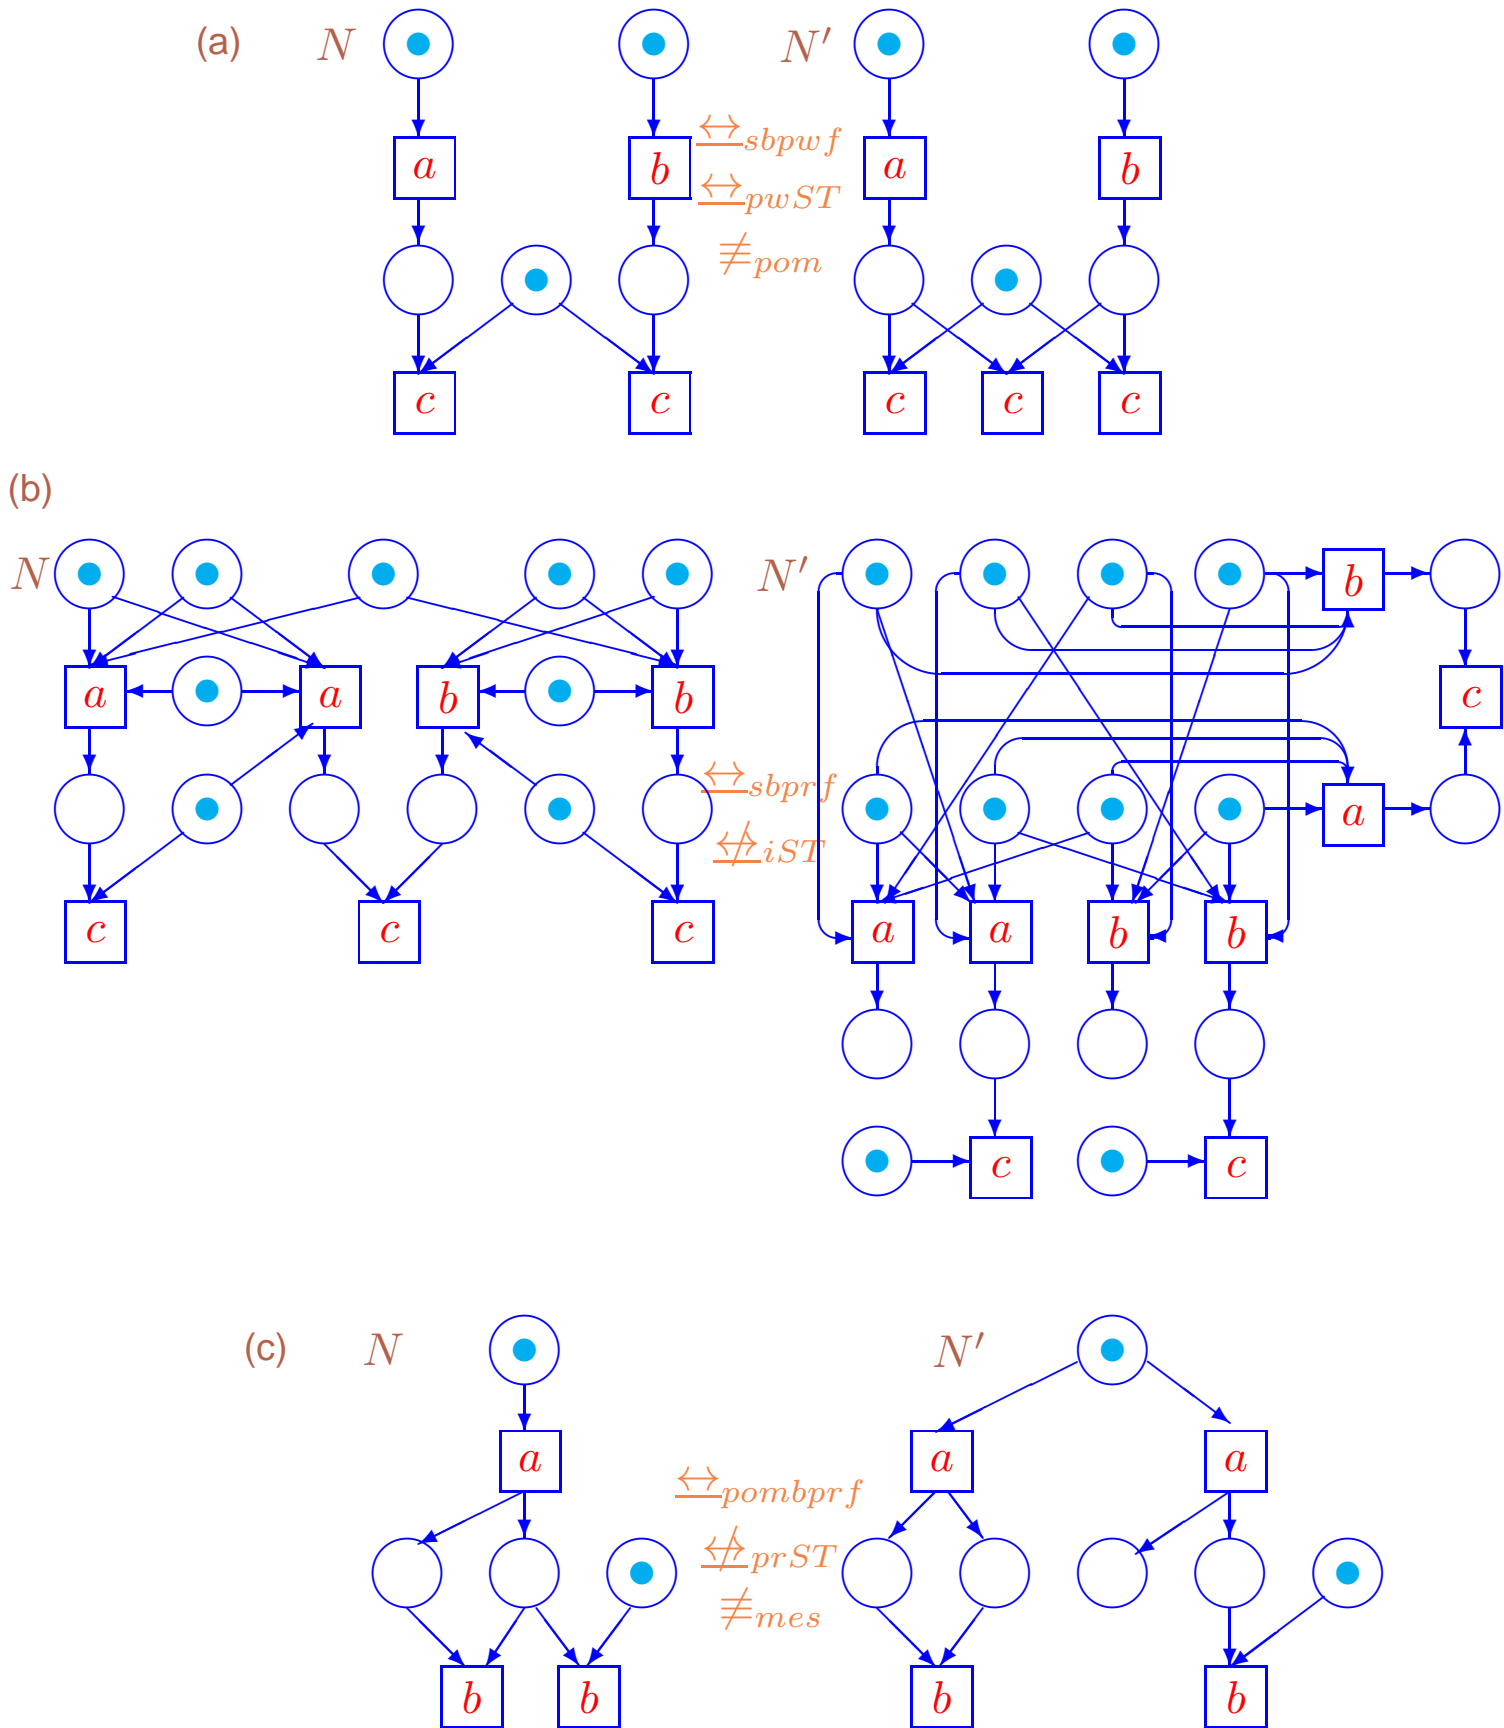 (a) N N′
a b ↔sbpwf a b
↔pwST
≢pom
c c c c c
(b)
N N′ b
a a b b c
↔sbprf a
↮iST
c c c a a b b
c c
(c) N N′
a a a
↔pombprf
↮prST
≢mes
b b b b